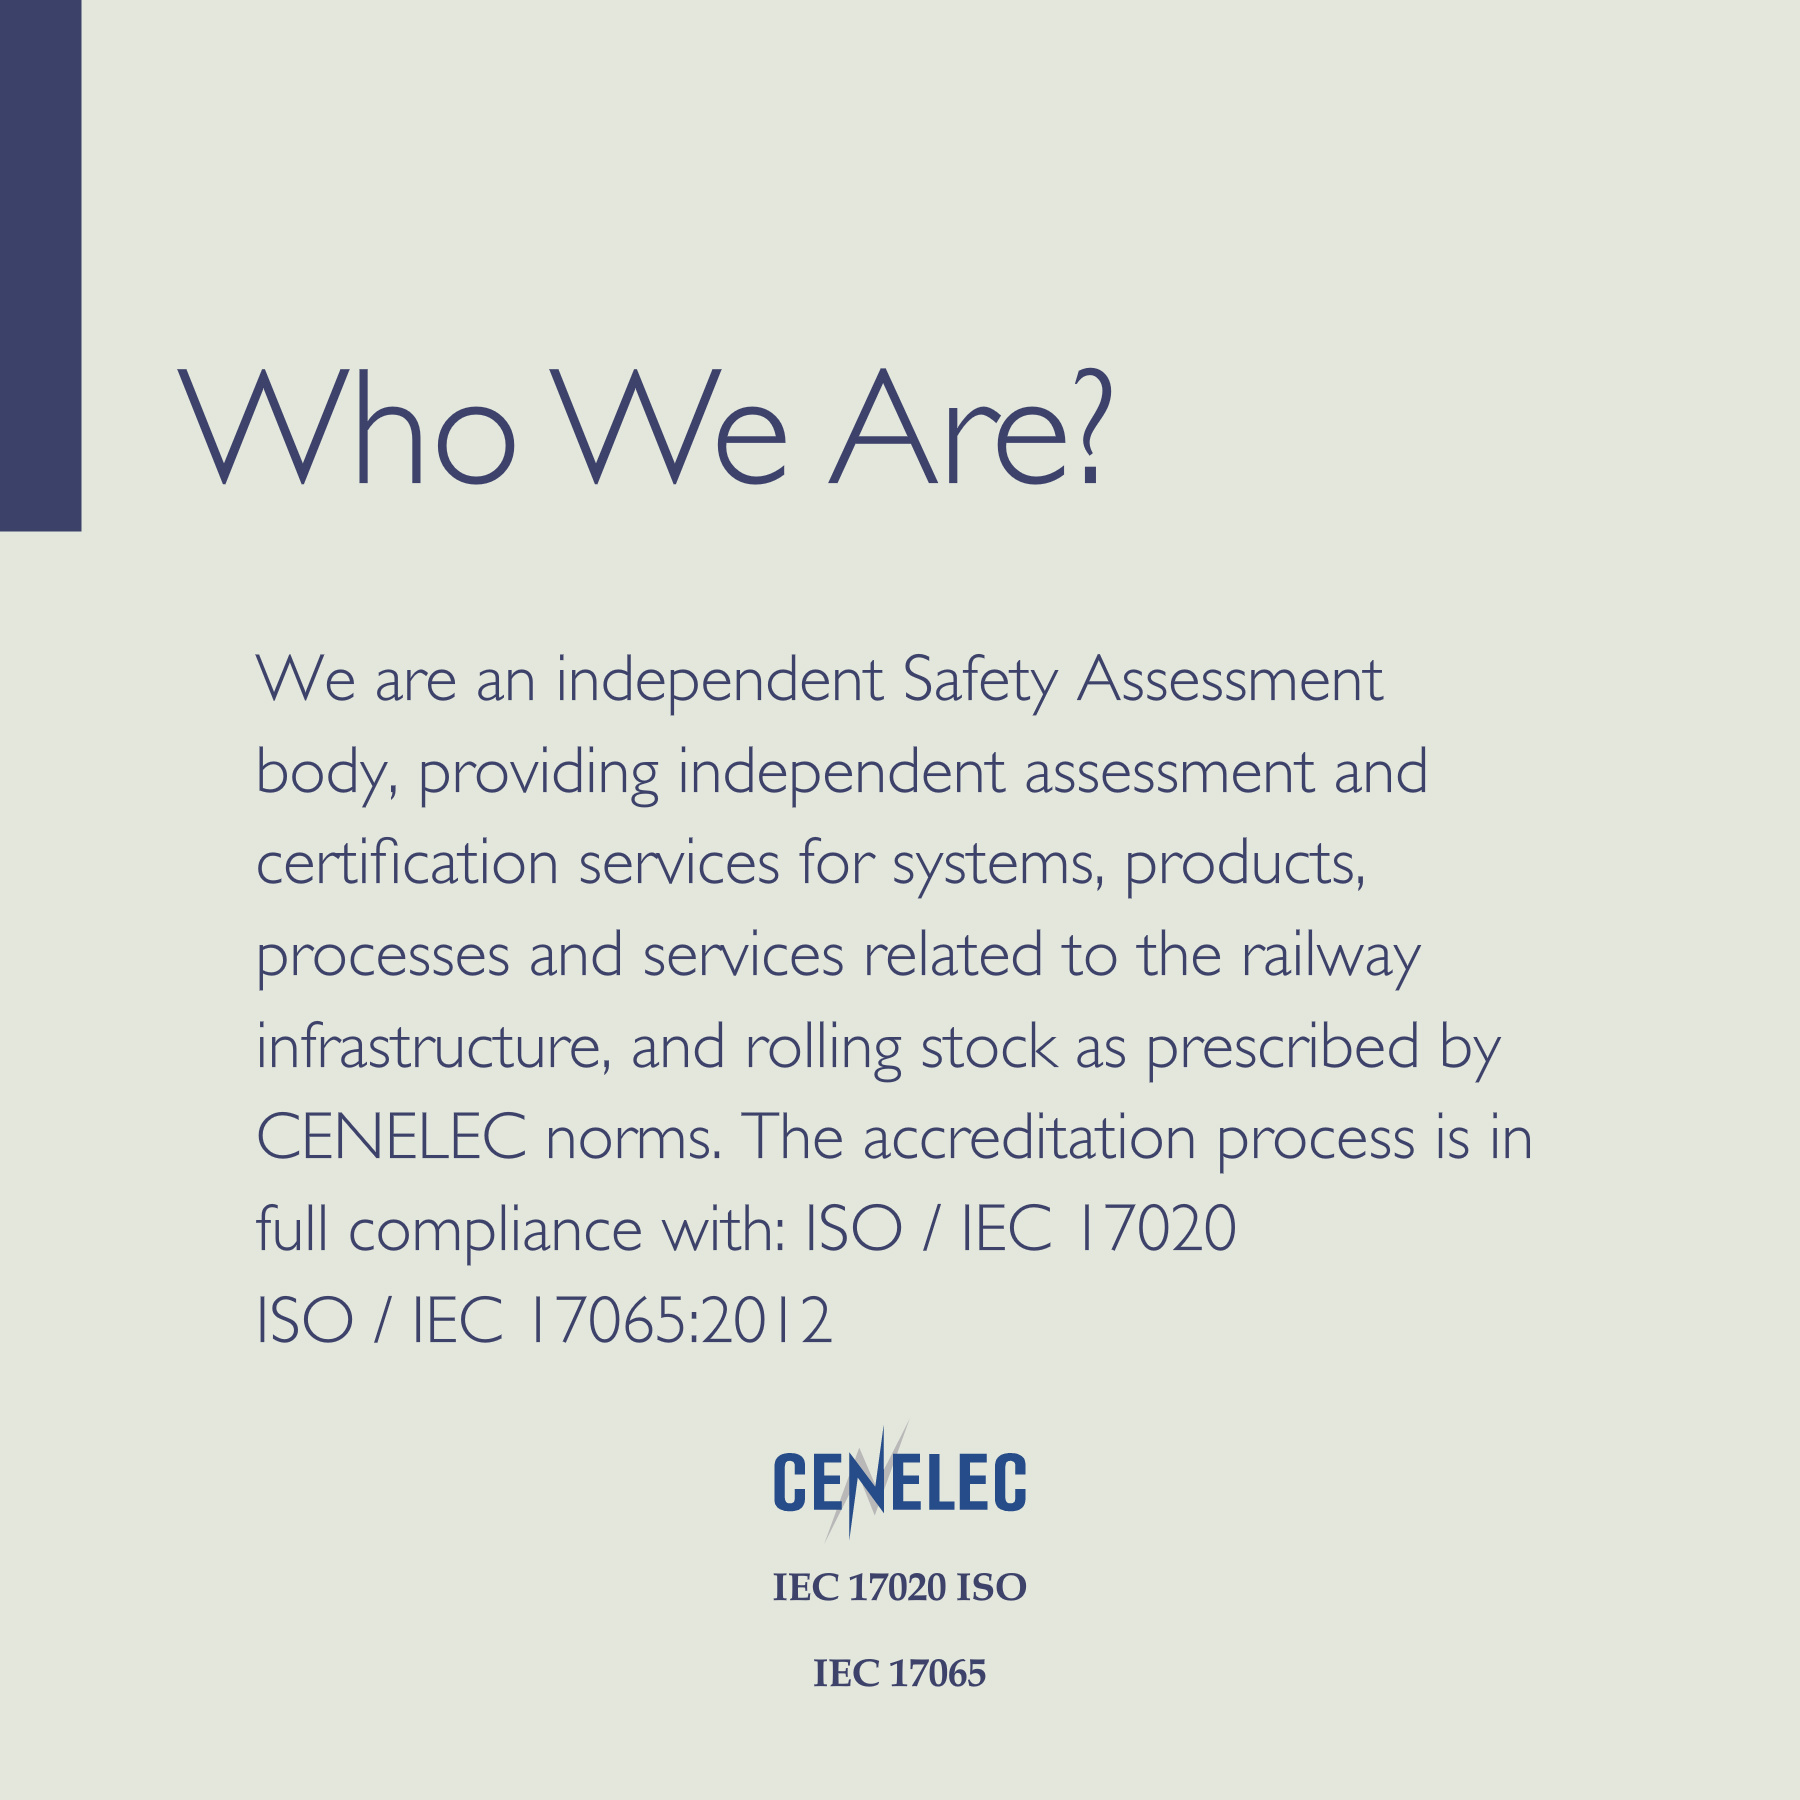 Who We Are?
We are an independent Safety Assessment
body, providing independent assessment and
certification services for systems, products,
processes and services related to the railway
infrastructure, and rolling stock as prescribed by
CENELEC norms. The accreditation process is in
full compliance with: ISO / IEC 17020
ISO / IEC 17065:2012
CENELEC
IEC 17020 ISO
IEC 17065